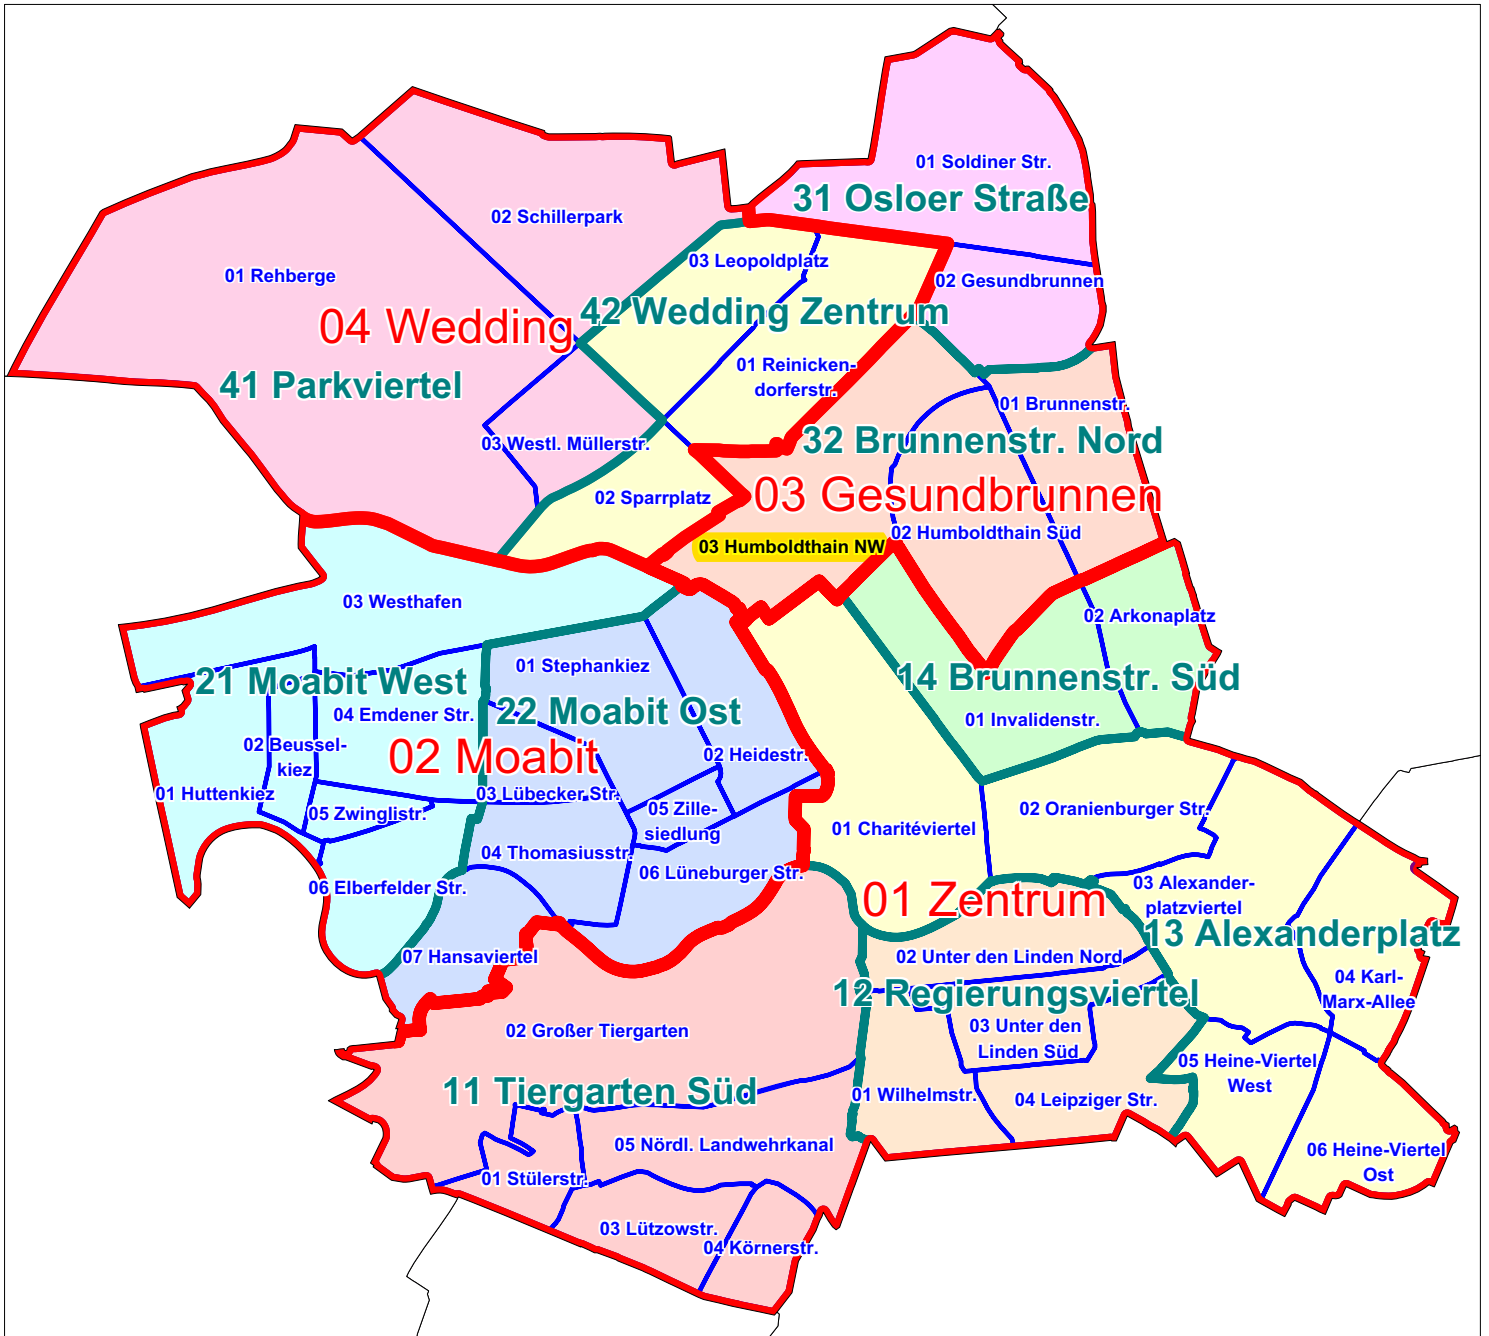 01 Soldiner Str.
31 Osloer Straße
02 Schillerpark
03 Leopoldplatz
01 Rehberge
02 Gesundbrunnen
04 Wedding
42 Wedding Zentrum
01 Reinicken-
dorferstr.
41 Parkviertel
01 Brunnenstr.
03 Westl. Müllerstr.
32 Brunnenstr. Nord
02 Sparrplatz
03 Gesundbrunnen
02 Humboldthain Süd
03 Humboldthain NW
03 Westhafen
02 Arkonaplatz
01 Stephankiez
21 Moabit West
14 Brunnenstr. Süd
04 Emdener Str.
22 Moabit Ost
01 Invalidenstr.
02 Beussel-
kiez
02 Moabit
02 Heidestr.
01 Huttenkiez
03 Lübecker Str.
05 Zwinglistr.
05 Zille-
siedlung
02 Oranienburger Str.
01 Charitéviertel
04 Thomasiusstr.
06 Lüneburger Str.
06 Elberfelder Str.
03 Alexander-
platzviertel
01 Zentrum
13 Alexanderplatz
07 Hansaviertel
02 Unter den Linden Nord
12 Regierungsviertel
04 Karl-
Marx-Allee
02 Großer Tiergarten
03 Unter den
Linden Süd
05 Heine-Viertel
West
11 Tiergarten Süd
01 Wilhelmstr.
04 Leipziger Str.
05 Nördl. Landwehrkanal
06 Heine-Viertel
Ost
01 Stülerstr.
03 Lützowstr.
04 Körnerstr.